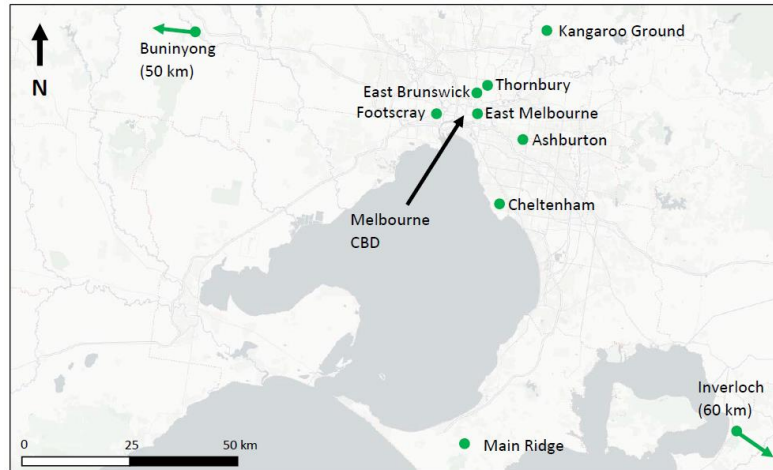 Buninyong
(50 km)
Kangaroo Ground
N
Thornbury
East Brunswick
Footscray
East Melbourne
Ashburton
Cheltenham
Melbourne
CBD
Inverloch
(60 km)
Main Ridge
0 25 50 km